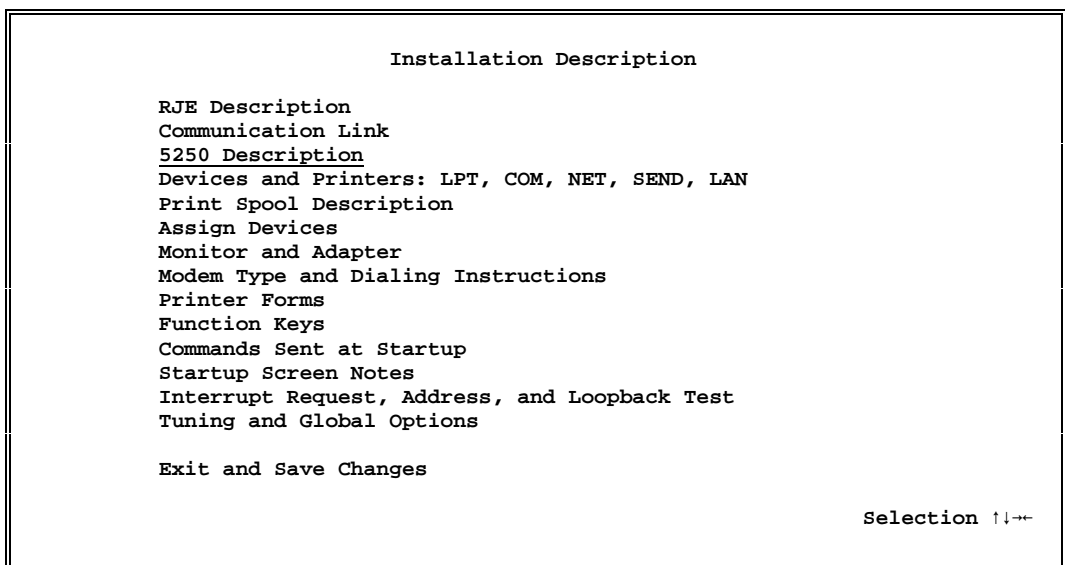 Installation Description
RJE Description
Communication Link
5250 Description
Devices and Printers: LPT, COM, NET, SEND, LAN
Print Spool Description
Assign Devices
Monitor and Adapter
Modem Type and Dialing Instructions
Printer Forms
Function Keys
Commands Sent at Startup
Startup Screen Notes
Interrupt Request, Address, and Loopback Test
Tuning and Global Options
Exit and Save Changes
Selection ↑↓→←